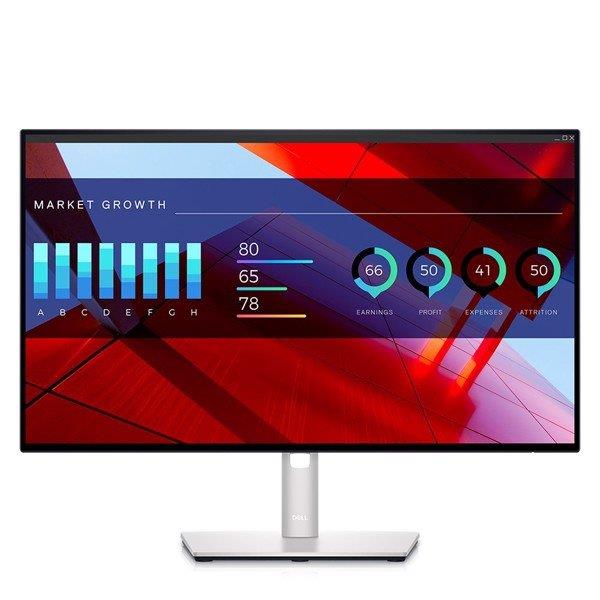 MARKET GROWTH
80
65
78
A B C D E F G H
66 50 41 50
EARNINGS PROFIT EXPENSES ATTRITION
DELL